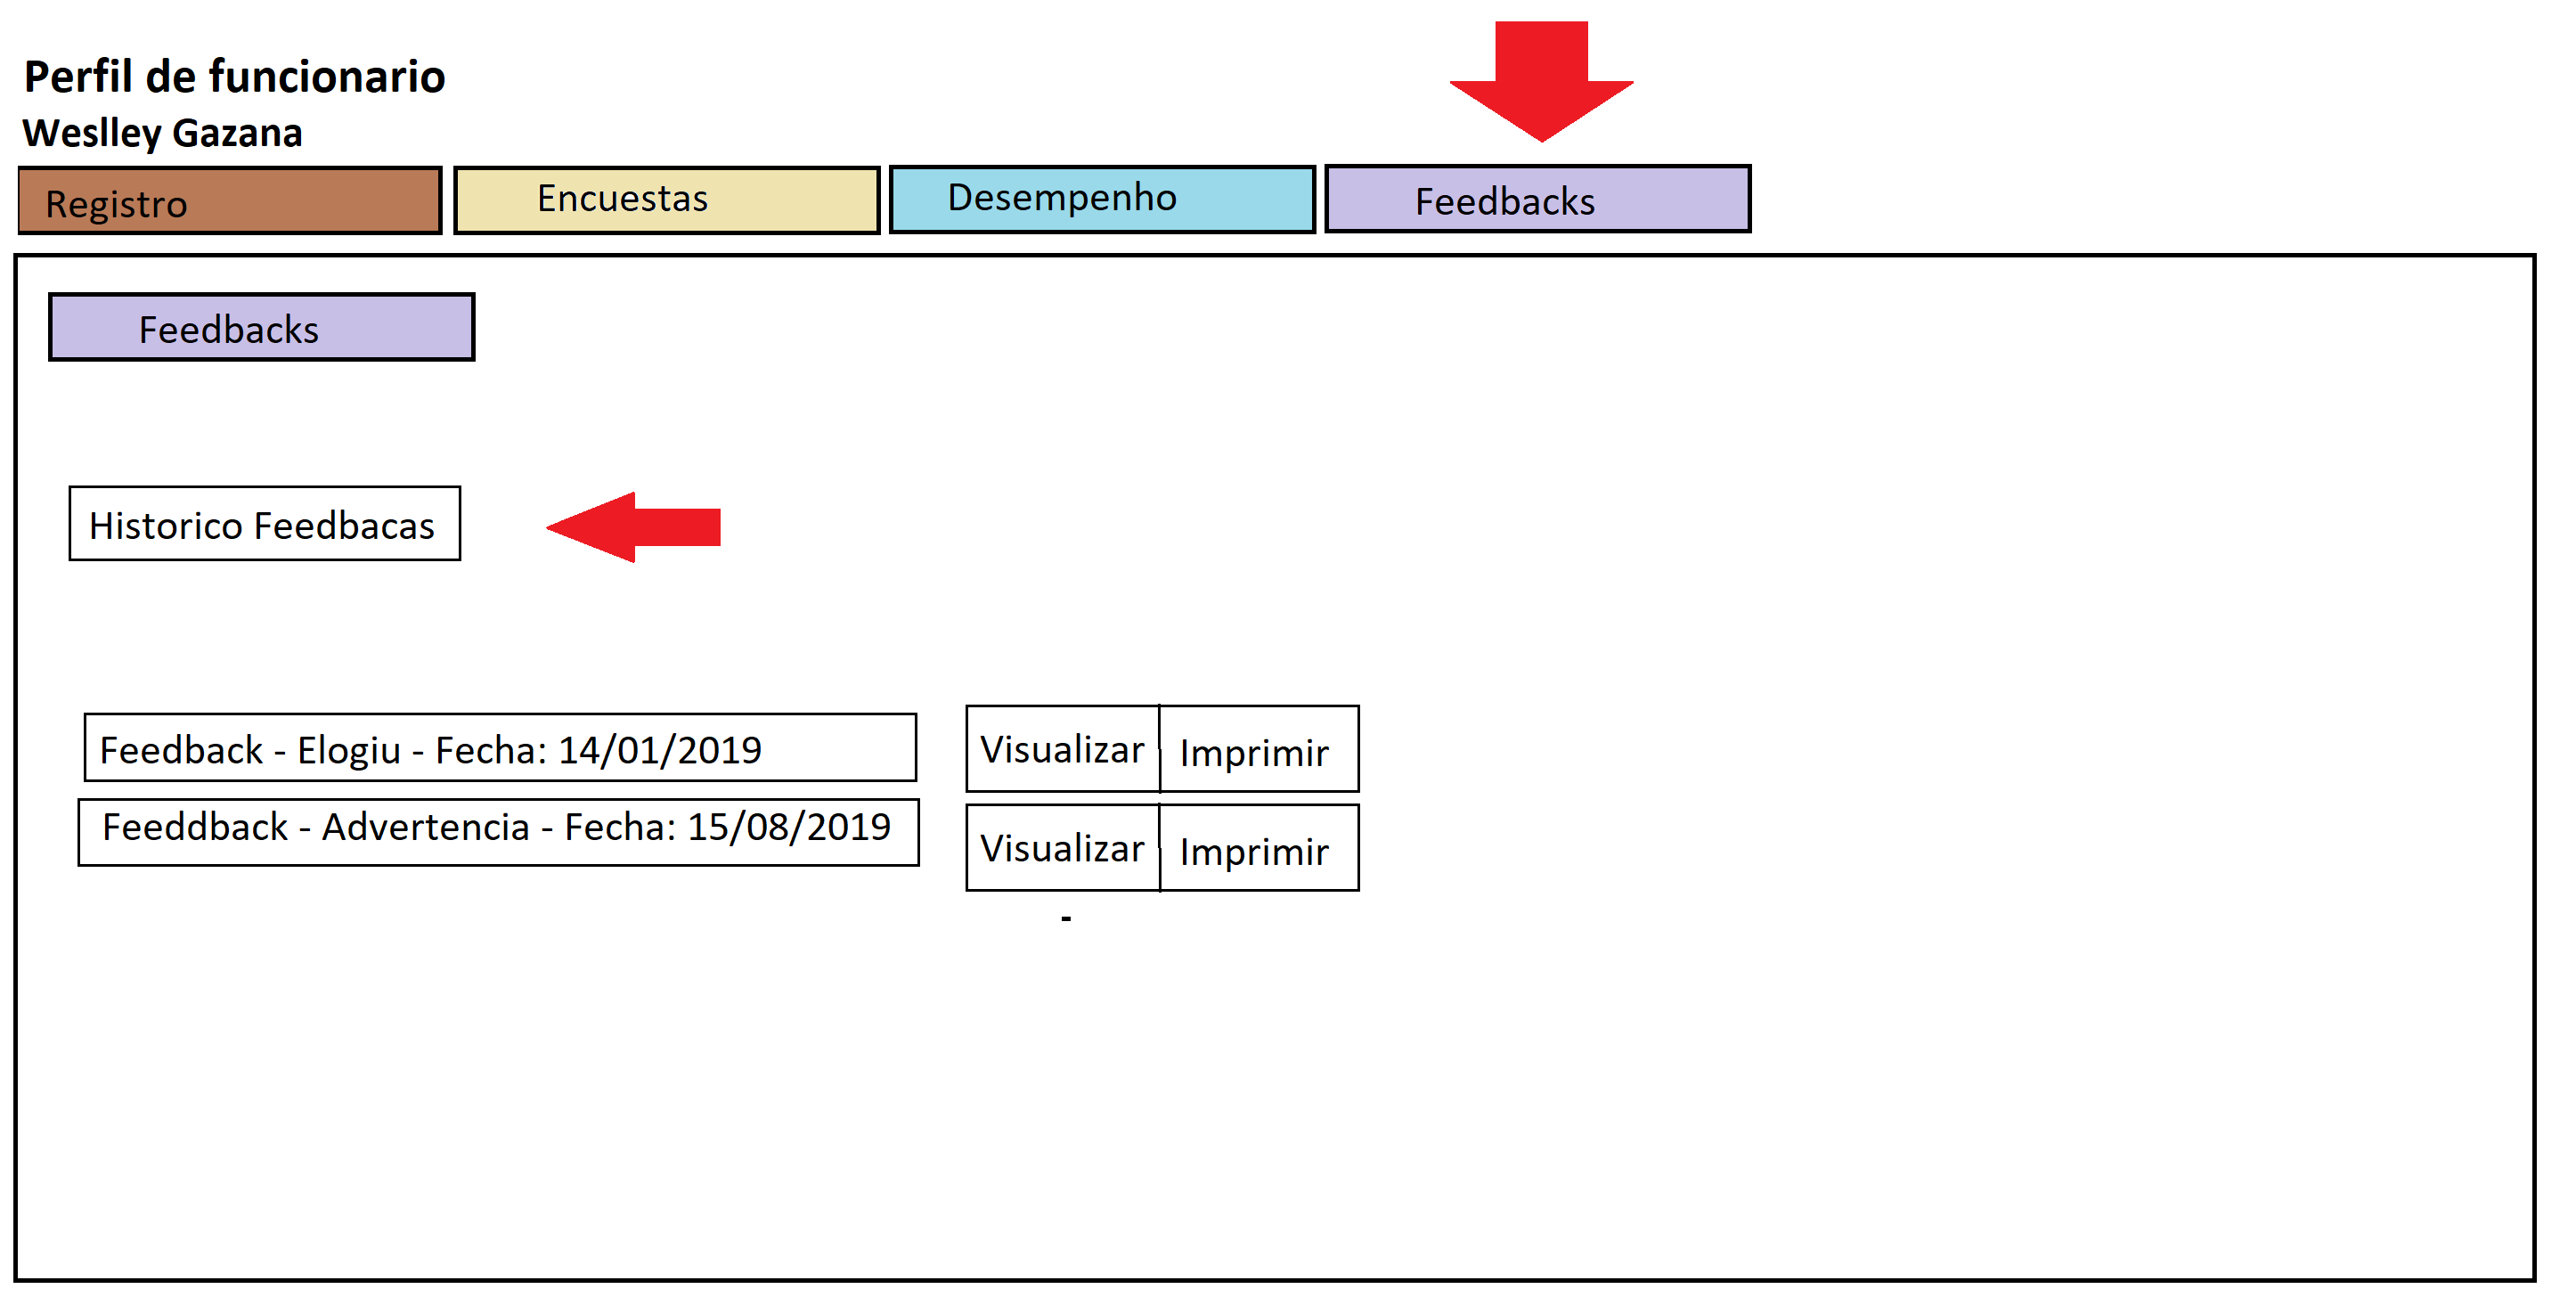 Perfil de funcionario
Weslley Gazana
Registro
Encuestas
Desempenho
Feedbacks
Feedbacks
Historico Feedbacas
Feedback - Elogiu - Fecha: 14/01/2019
Visualizar
Imprimir
Feeddback - Advertencia - Fecha: 15/08/2019
Visualizar
Imprimir
-